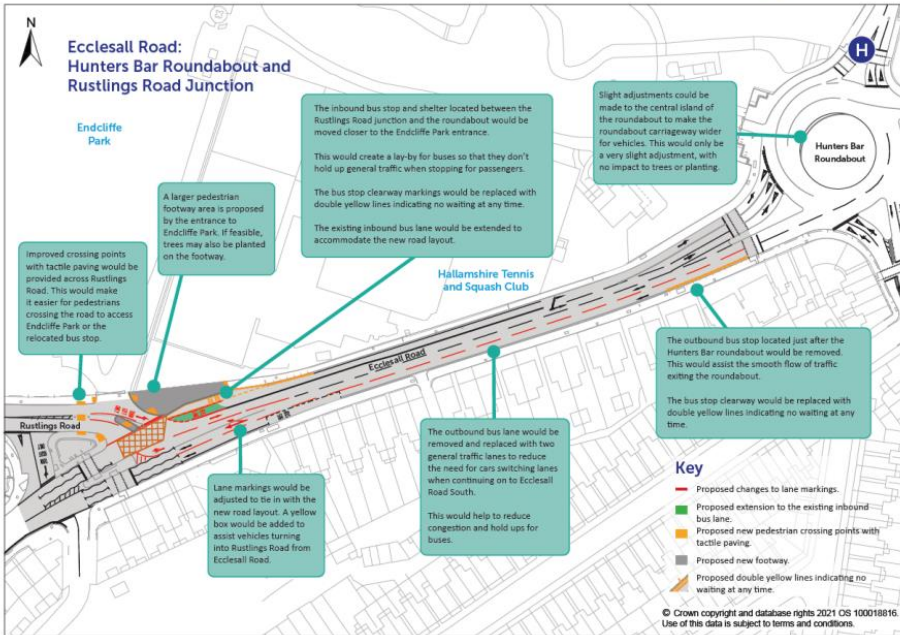 N
Ecclesall Road:
Hunters Bar Roundabout and
Rustlings Road Junction
Endcliffe
Park
H
The inbound bus stop and shelter located between the
Rustlings Road junction and the roundabout would be
moved closer to the Endcliffe Park entrance.
This would create a lay-by for buses so that they don't
hold up general traffic when stopping for passengers.
The bus stop clearway markings would be replaced with
double yellow lines indicating no waiting at any time.
The existing inbound bus lane would be extended to
accommodate the new road layout.
Slight adjustments could be
made to the central island of
the roundabout to make the
roundabout carriageway wider
for vehicles. This would only be
a very slight adjustment, with
no impact to trees or planting.
Hunters Bar
Roundabout
A larger pedestrian
footway area is proposed
by the entrance to
Endcliffe Park. If feasible,
trees may also be planted
on the footway.
Improved crossing points
with tactile paving would be
provided across Rustlings
Road. This would make
it easier for pedestrians
crossing the road to access
Endcliffe Park or the
relocated bus stop.
Hallamshire Tennis
and Squash Club
Ecclesall Road
Rustlings Road
The outbound bus stop located just after the
Hunters Bar roundabout would be removed.
This would assist the smooth flow of traffic
exiting the roundabout.
The bus stop clearway would be replaced with
double yellow lines indicating no waiting at any
time.
The outbound bus lane would be
removed and replaced with two
general traffic lanes to reduce
the need for cars switching lanes
when continuing on to Ecclesall
Road South.
This would help to reduce
congestion and hold ups for
buses.
Lane markings would be
adjusted to tie in with the
new road layout. A yellow
box would be added to
assist vehicles turning
into Rustlings Road from
Ecclesall Road.
Key
Proposed changes to lane markings.
Proposed extension to the existing inbound
bus lane.
Proposed new pedestrian crossing points with
tactile paving.
Proposed new footway.
Proposed double yellow lines indicating no
waiting at any time.
© Crown copyright and database rights 2021 OS 100018816.
Use of this data is subject to terms and conditions.